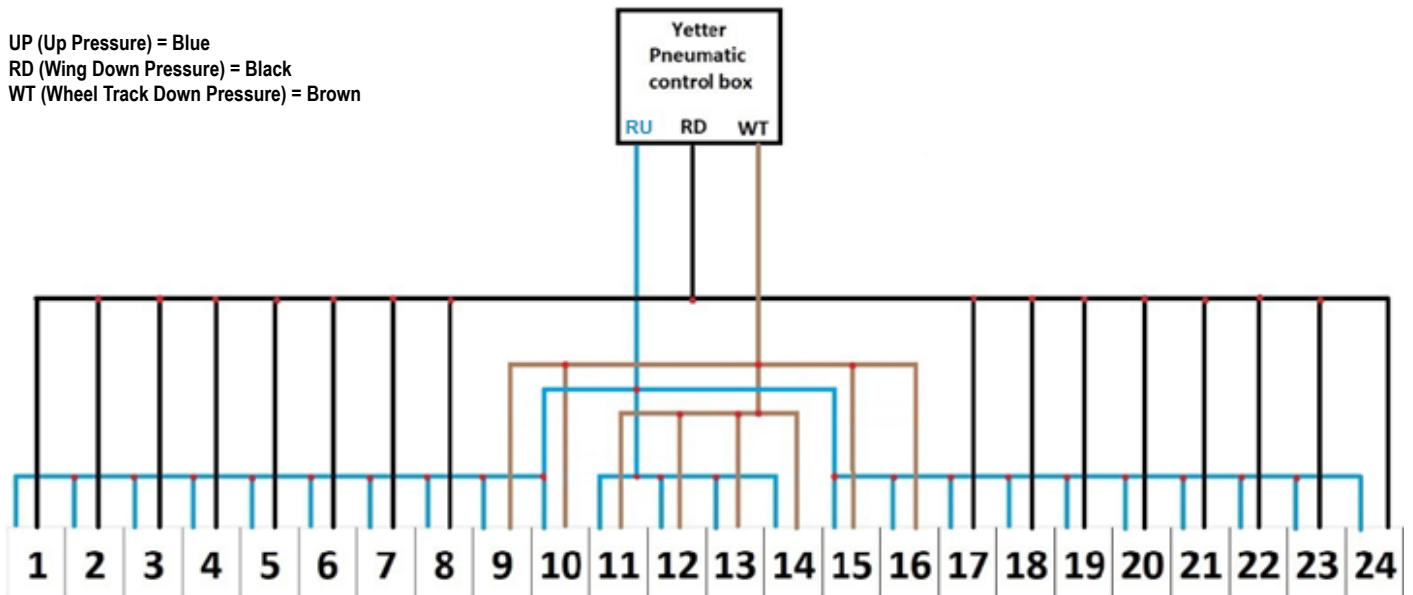 UP (Up Pressure) = Blue
RD (Wing Down Pressure) = Black
WT (Wheel Track Down Pressure) = Brown
Yetter
Pneumatic
control box
RU RD WT
1 2 3 4 5 6 7 8 9 10 11 12 13 14 15 16 17 18 19 20 21 22 23 24